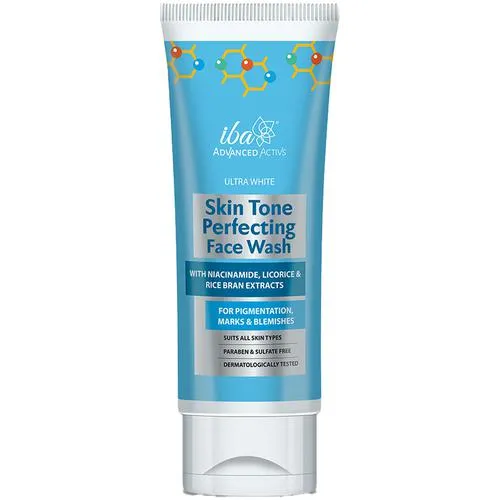 iba®
ADVANCED ACTIVS
ULTRA WHITE
Skin Tone
Perfecting
Face Wash
WITH NIACINAMIDE, LICORICE &
RICE BRAN EXTRACTS
FOR PIGMENTATION,
MARKS & BLEMISHES
SUITS ALL SKIN TYPES
PARABEN & SULFATE FREE
DERMATOLOGICALLY TESTED